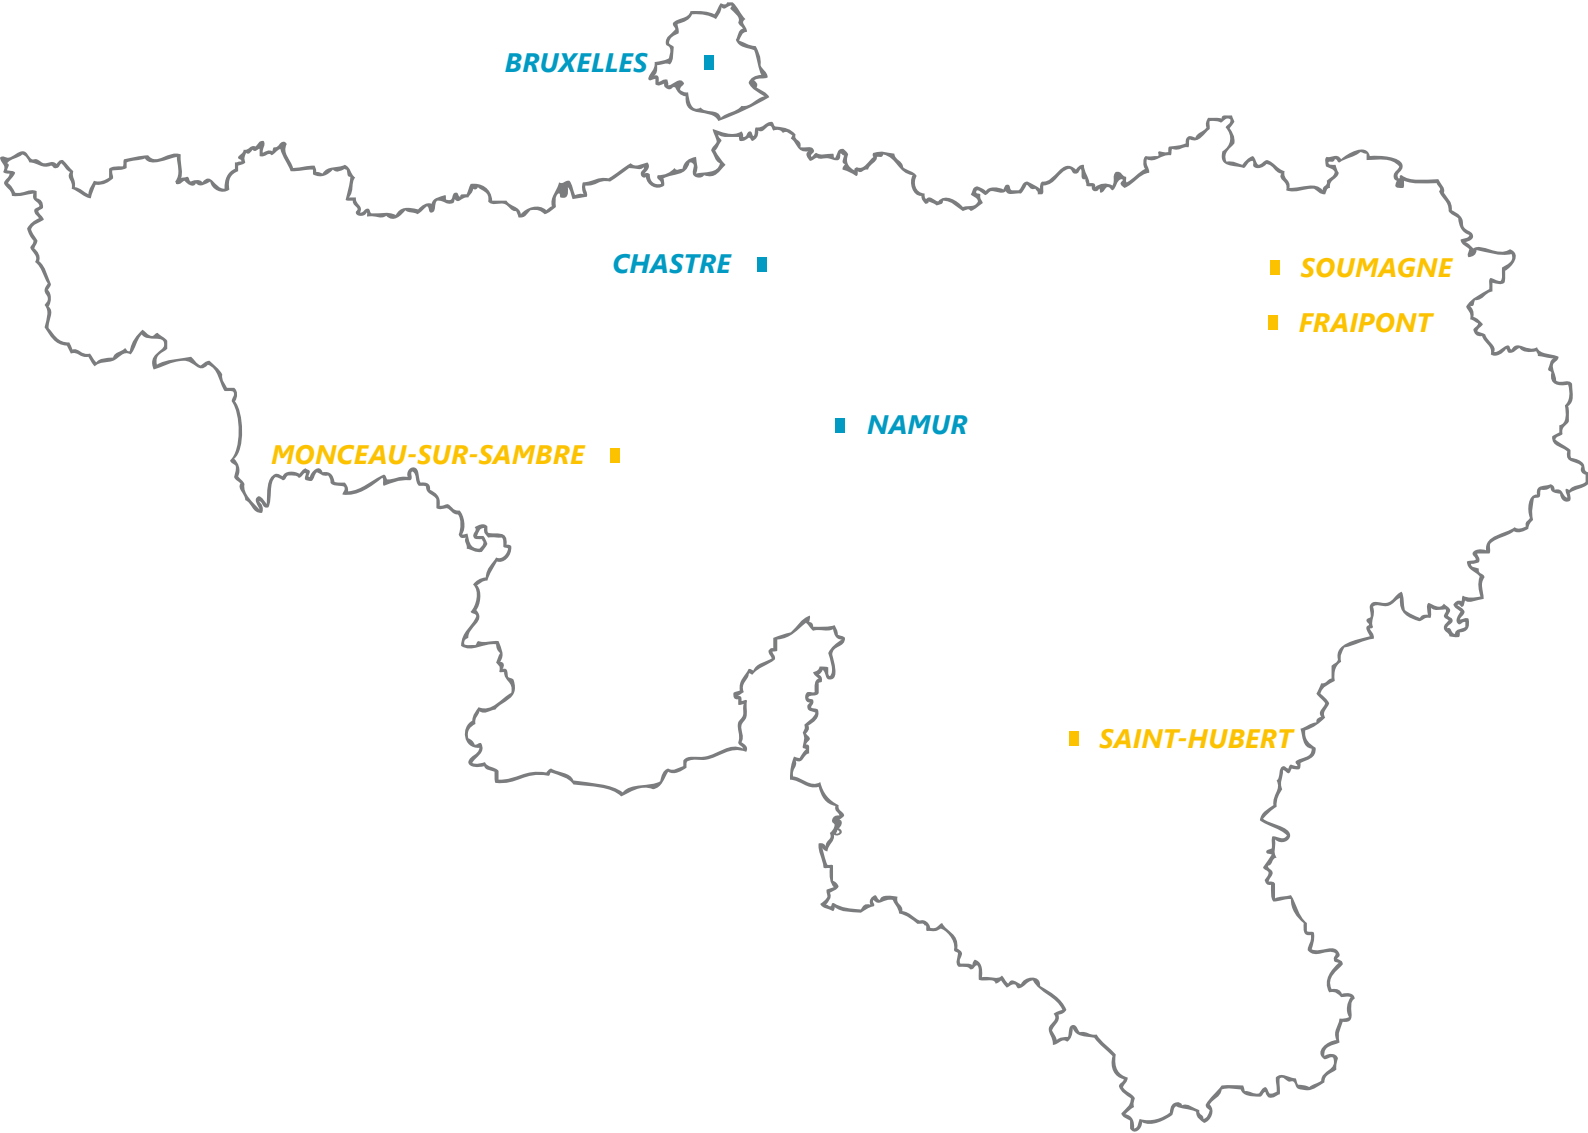 BRUXELLES
CHASTRE
SOUMAGNE
FRAIPONT
NAMUR
MONCEAU-SUR-SAMBRE
SAINT-HUBERT